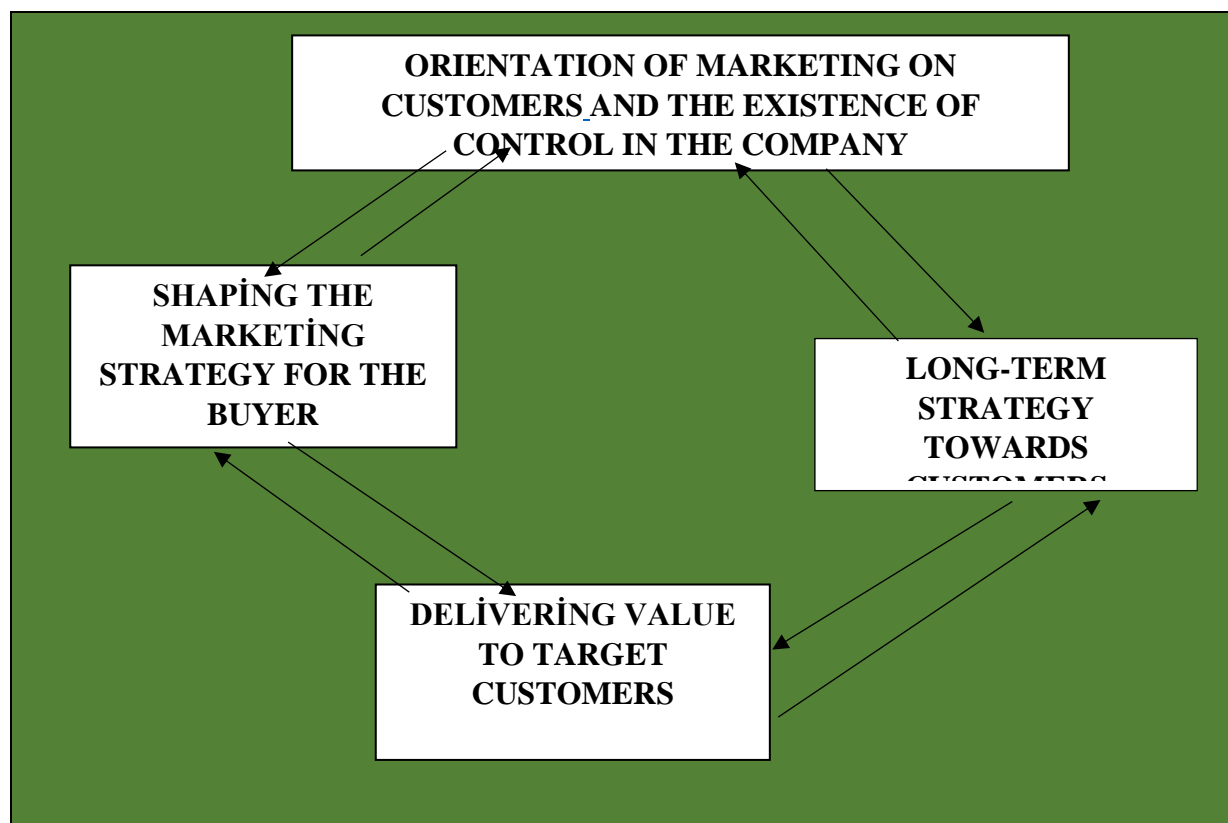 ORIENTATION OF MARKETING ON
CUSTOMERS AND THE EXISTENCE OF
CONTROL IN THE COMPANY
SHAPİNG THE
MARKETİNG
STRATEGY FOR THE
BUYER
LONG-TERM
STRATEGY
TOWARDS
CUSTOMERS
DELİVERİNG VALUE
TO TARGET
CUSTOMERS